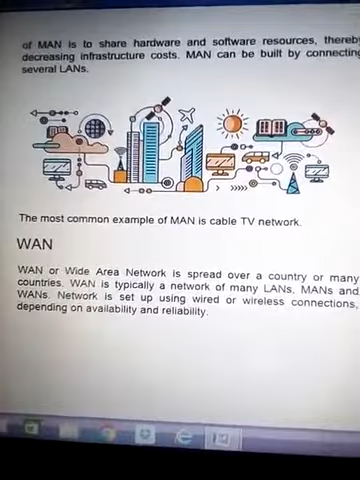 of MAN is to share hardware and software resources, thereby
decreasing infrastructure costs. MAN can be built by connecting
several LANs.
The most common example of MAN is cable TV network.
WAN
WAN or Wide Area Network is spread over a country or many
countries. WAN is typically a network of many LANs, MANs and
WANs. Network is set up using wired or wireless connections,
depending on availability and reliability.